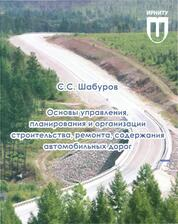 ИРНИТУ
С.С. Шабуров
Основы управления,
планирования и организации
строительства, ремонта, содержания
автомобильных дорог